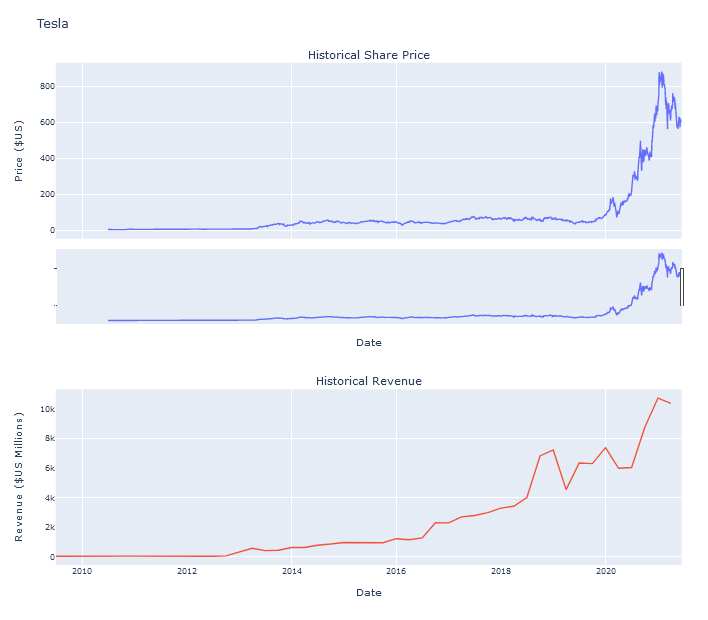 Tesla
Historical Share Price
800
600
400
200
0
Price ($US)
Date
Historical Revenue
10k
8k
6k
4k
2k
0
Revenue ($US Millions)
2010 2012 2014 2016 2018 2020
Date